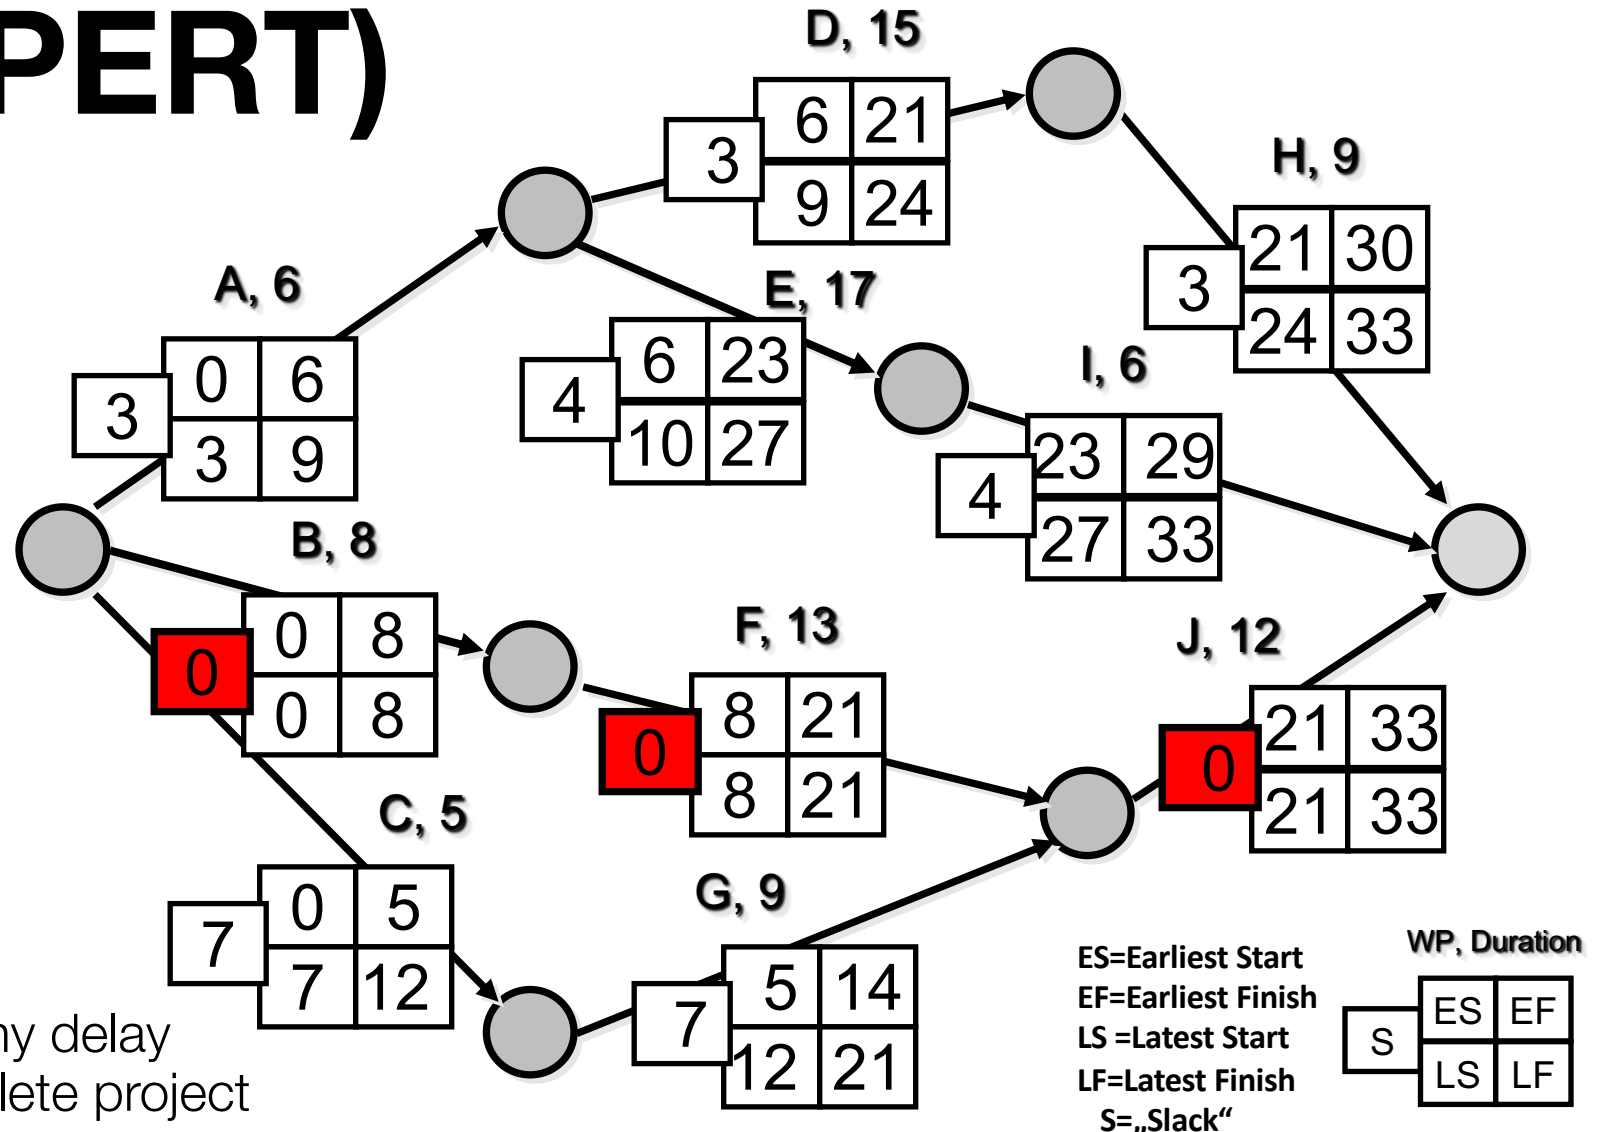 PERT)
D, 15
6 21
3
9 24
H, 9
21 30
3
24 33
A, 6
0 6
3
3 9
E, 17
6 23
4
10 27
I, 6
23 29
4
27 33
B, 8
0 8
0
0 8
F, 13
8 21
0
8 21
J, 12
21 33
0
21 33
C, 5
0 5
7
7 12
G, 9
5 14
7
12 21
ny delay
lete project
ES=Earliest Start
EF=Earliest Finish
LS =Latest Start
LF=Latest Finish
S=„Slack“
WP, Duration
ES EF
S
LS LF